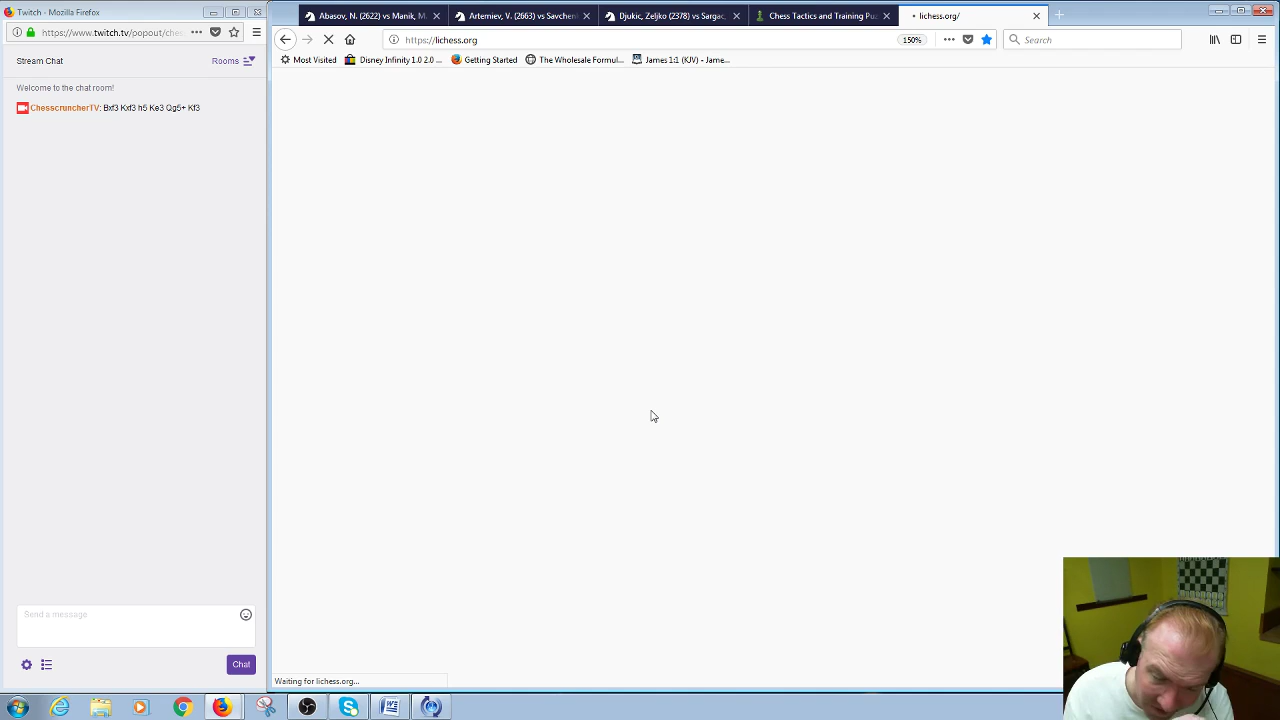 Twitch - Mozilla Firefox
https://www.twitch.tv/popout/che
Stream Chat
Rooms
Welcome to the chat room!
ChesscruncherTV: Bxf3 Kxf3 h5 Ke3 Qg5+ Kf3
Send a message
Chat
Abasov, N. (2622) vs Manik, M.
Artemiev, V. (2663) vs Savchen
Djukic, Zeljko (2378) vs Sargac,
Chess Tactics and Training Puz
lichess.org/
https://lichess.org
150%
Search
Most Visited
Disney Infinity 1.0 2.0 ...
Getting Started
The Wholesale Formul...
James 1:1 (KJV) - Jame...
Waiting for lichess.org...